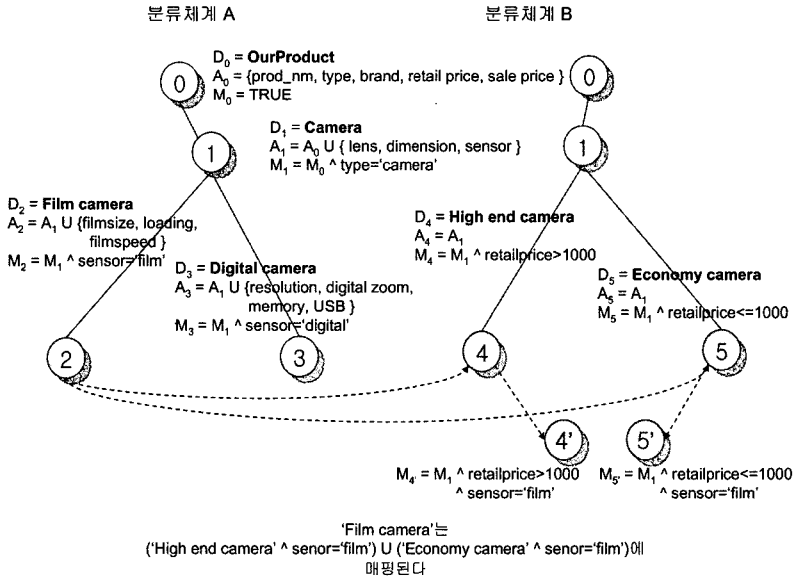 분류체계 A
분류체계 B
D₀ = OurProduct
A₀ = {prod_nm, type, brand, retail price, sale price }
M₀ = TRUE
0
0
D₁ = Camera
A₁ = A₀ U { lens, dimension, sensor }
M₁ = M₀ ^ type='camera'
1
1
D₂ = Film camera
A₂ = A₁ U {filmsize, loading,
filmspeed }
M₂ = M₁ ^ sensor='film'
D₄ = High end camera
A₄ = A₁
M₄ = M₁ ^ retailprice>1000
D₃ = Digital camera
A₃ = A₁ U {resolution, digital zoom,
memory, USB }
M₃ = M₁ ^ sensor='digital'
D₅ = Economy camera
A₅ = A₁
M₅ = M₁ ^ retailprice<=1000
2
3
4
5
4'
5'
M₄' = M₁ ^ retailprice>1000
^ sensor='film'
M₅' = M₁ ^ retailprice<=1000
^ sensor='film'
'Film camera'는
('High end camera' ^ senor='film') U ('Economy camera' ^ senor='film')에
매핑된다